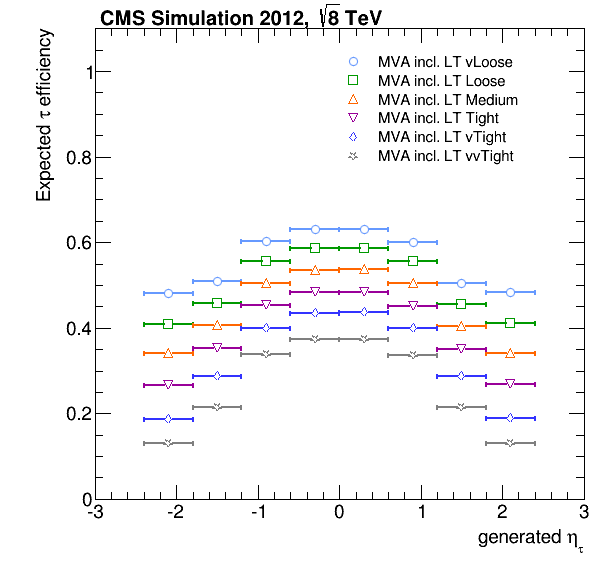 CMS Simulation 2012, √8 TeV
Expected τ efficiency
1
0.8
0.6
0.4
0.2
0
MVA incl. LT vLoose
MVA incl. LT Loose
MVA incl. LT Medium
MVA incl. LT Tight
MVA incl. LT vTight
MVA incl. LT vvTight
-3 -2 -1 0 1 2 3
generated η_τ